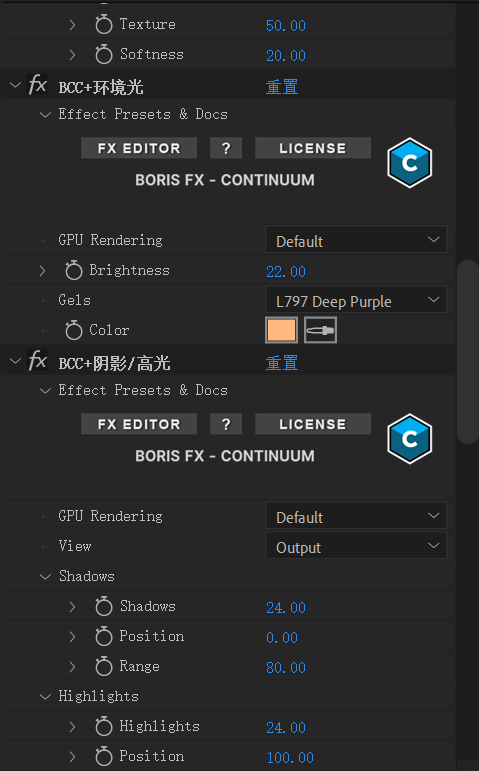 Texture 50.00
Softness 20.00
fx BCC+环境光 重置
Effect Presets & Docs
FX EDITOR ? LICENSE
BORIS FX - CONTINUUM
C
GPU Rendering Default
Brightness 22.00
Gels L797 Deep Purple
Color
fx BCC+阴影/高光 重置
Effect Presets & Docs
FX EDITOR ? LICENSE
BORIS FX - CONTINUUM
C
GPU Rendering Default
View Output
Shadows
Shadows 24.00
Position 0.00
Range 80.00
Highlights
Highlights 24.00
Position 100.00